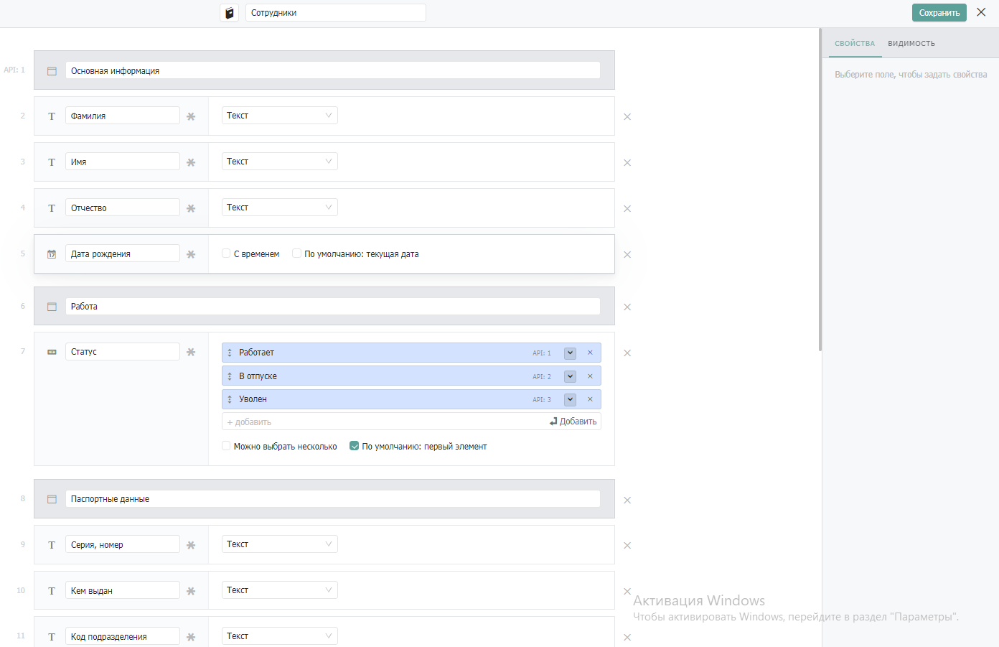 Сотрудники
Сохранить
СВОЙСТВА ВИДИМОСТЬ
Выберите поле, чтобы задать свойства
API: 1 Основная информация
2 T Фамилия Текст
3 T Имя Текст
4 T Отчество Текст
5 17 Дата рождения С временем По умолчанию: текущая дата
6 Работа
7 Статус
Работает API: 1
В отпуске API: 2
Уволен API: 3
+ добавить Добавить
Можно выбрать несколько По умолчанию: первый элемент
8 Паспортные данные
9 T Серия, номер Текст
10 T Кем выдан Текст
11 T Код подразделения Текст
Активация Windows
Чтобы активировать Windows, перейдите в раздел "Параметры".